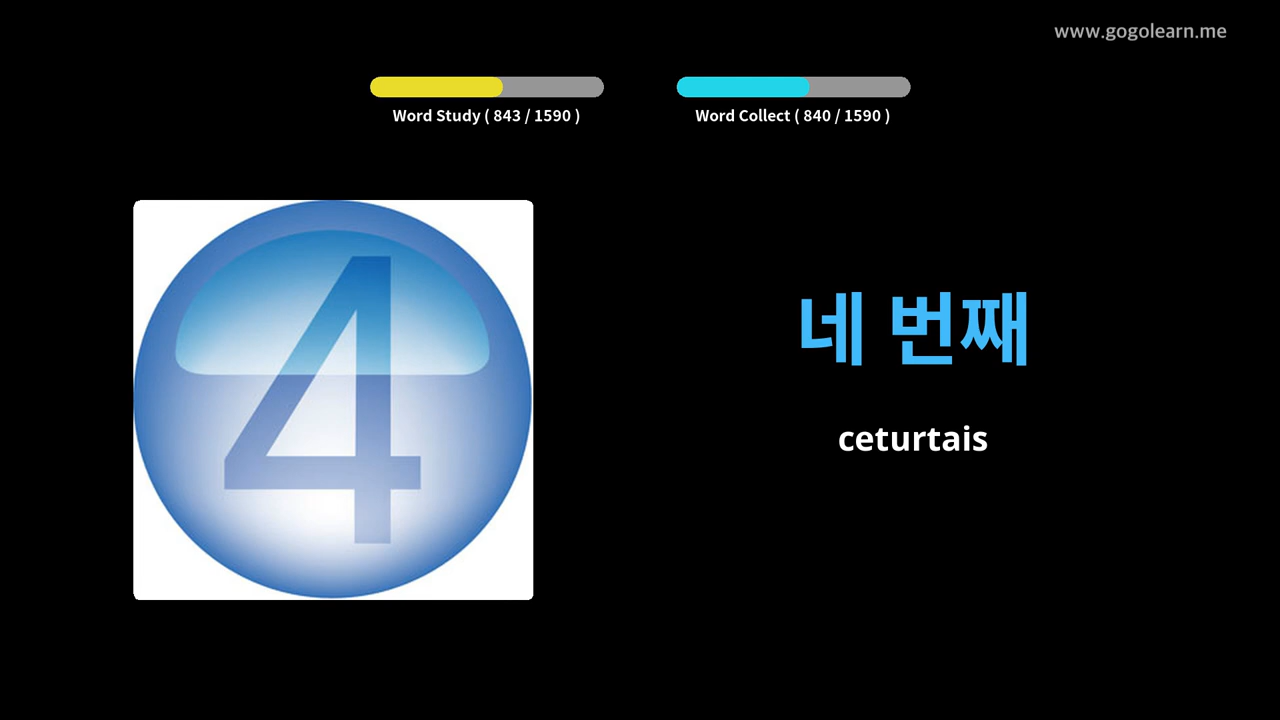 www.gogolearn.me
Word Study ( 843 / 1590 )
Word Collect ( 840 / 1590 )
4
네 번째
ceturtais